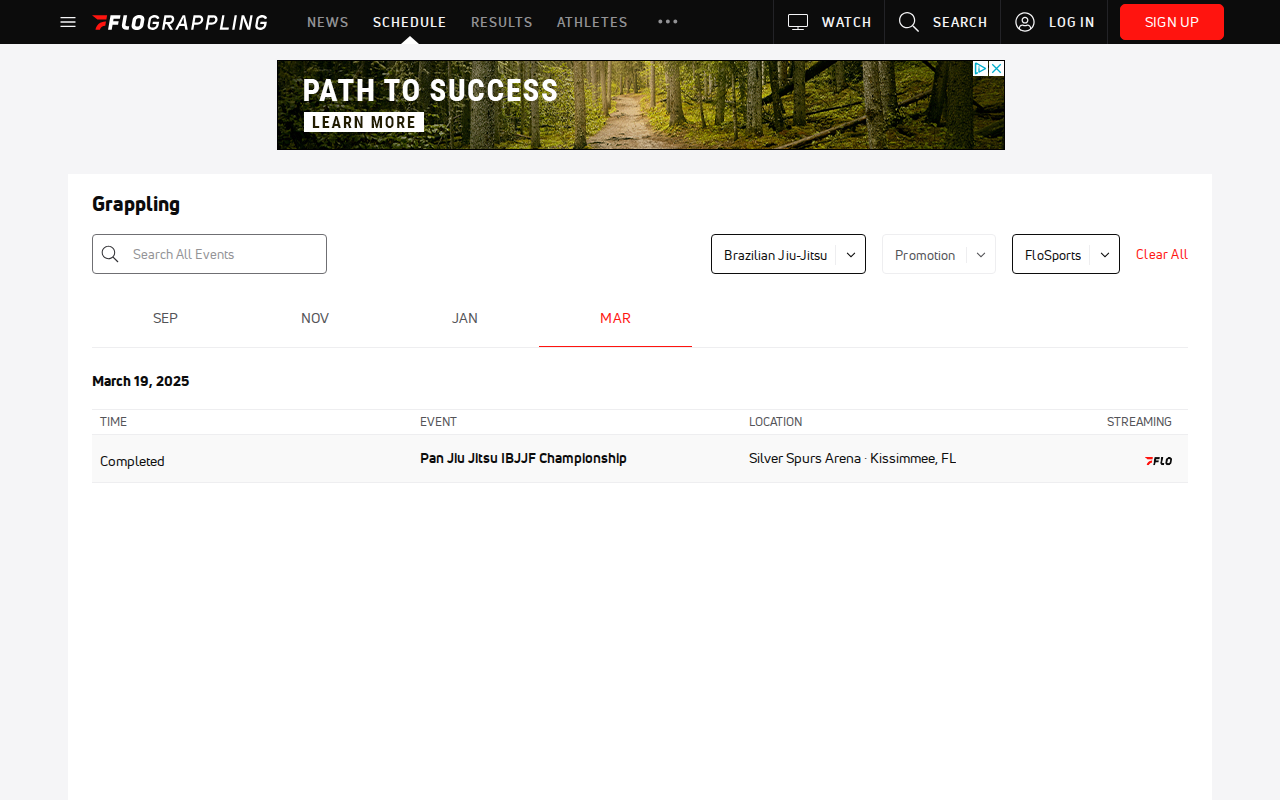 FLOGRAPPLING NEWS SCHEDULE RESULTS ATHLETES WATCH SEARCH LOG IN SIGN UP
PATH TO SUCCESS
LEARN MORE
Grappling
Search All Events Brazilian Jiu-Jitsu Promotion FloSports Clear All
SEP NOV JAN MAR
March 19, 2025
TIME EVENT LOCATION STREAMING
Completed Pan Jiu Jitsu IBJJF Championship Silver Spurs Arena · Kissimmee, FL FLO